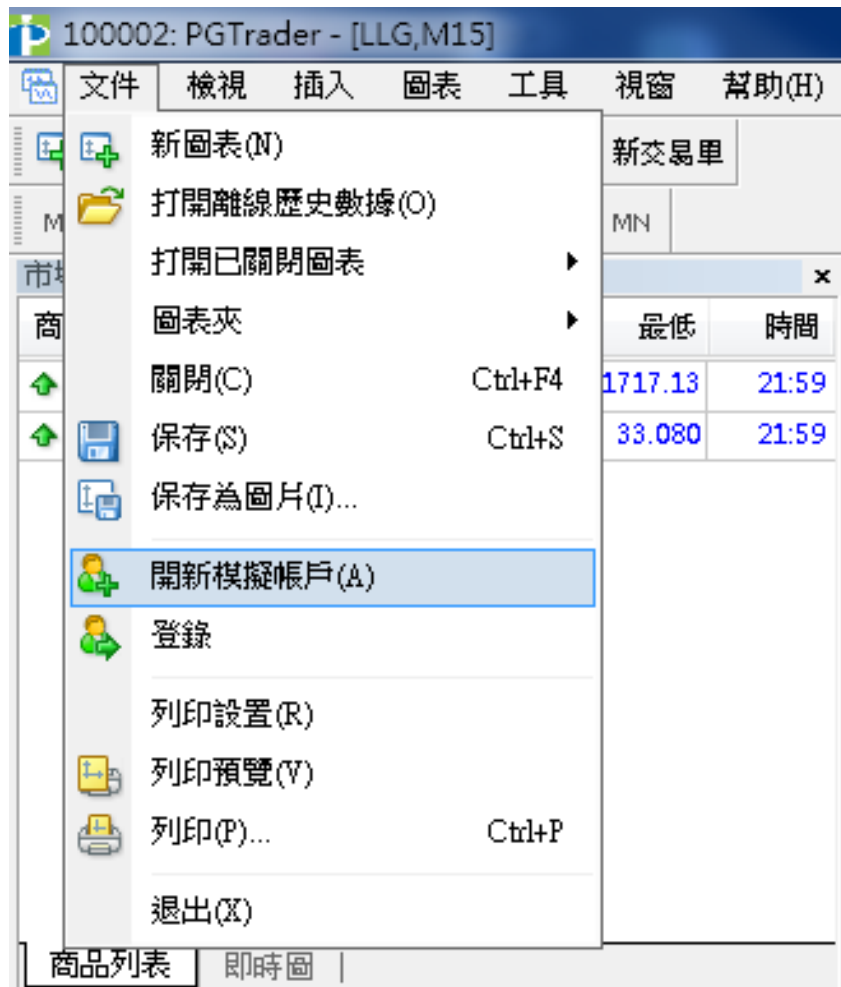 100002: PGTrader - [LLG,M15]
文件 檢視 插入 圖表 工具 視窗 幫助(H)
新圖表(N)
新交易單
打開離線歷史數據(O)
M
MN
打開已關閉圖表
市
圖表夾
商
最低 時間
關閉(C) Ctrl+F4
1717.13 21:59
保存(S) Ctrl+S
33.080 21:59
保存為圖片(I)...
開新模擬帳戶(A)
登錄
列印設置(R)
列印預覽(V)
列印(P)... Ctrl+P
退出(X)
商品列表 即時圖